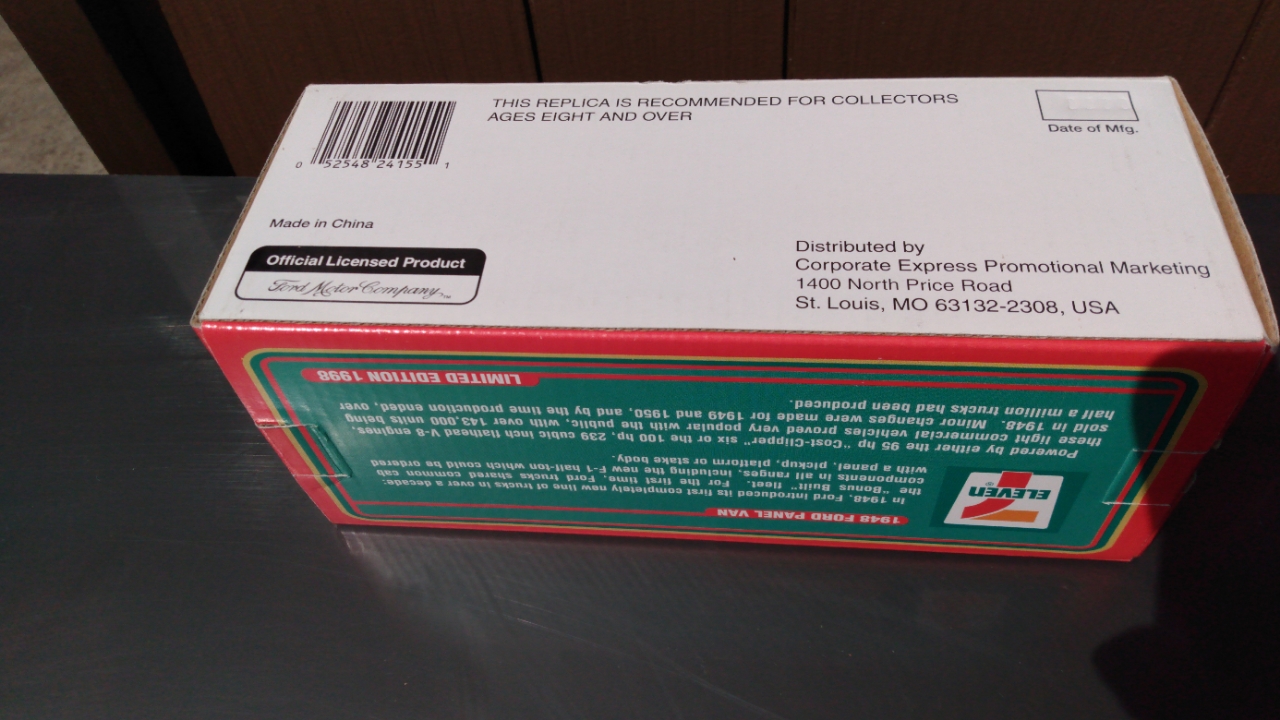 THIS REPLICA IS RECOMMENDED FOR COLLECTORS
AGES EIGHT AND OVER
Date of Mfg.
0 52548 24155 1
Made in China
Official Licensed Product
Ford Motor Company™
Distributed by
Corporate Express Promotional Marketing
1400 North Price Road
St. Louis, MO 63132-2308, USA
7 ELEVEn®
1948 FORD PANEL VAN
In 1948, Ford introduced its first completely new line of trucks in over a decade:
the "Bonus Built" fleet. For the first time, Ford trucks shared common cab
components in all ranges, including the new F-1 half-ton which could be ordered
with a panel, pickup, platform or stake body.
Powered by either the 95 hp "Cost-Clipper" six or the 100 hp, 239 cubic inch flathead V-8 engines,
these light commercial vehicles proved very popular with the public, with over 143,000 units being
sold in 1948. Minor changes were made for 1949 and 1950, and by the time production ended, over
half a million trucks had been produced.
LIMITED EDITION 1998